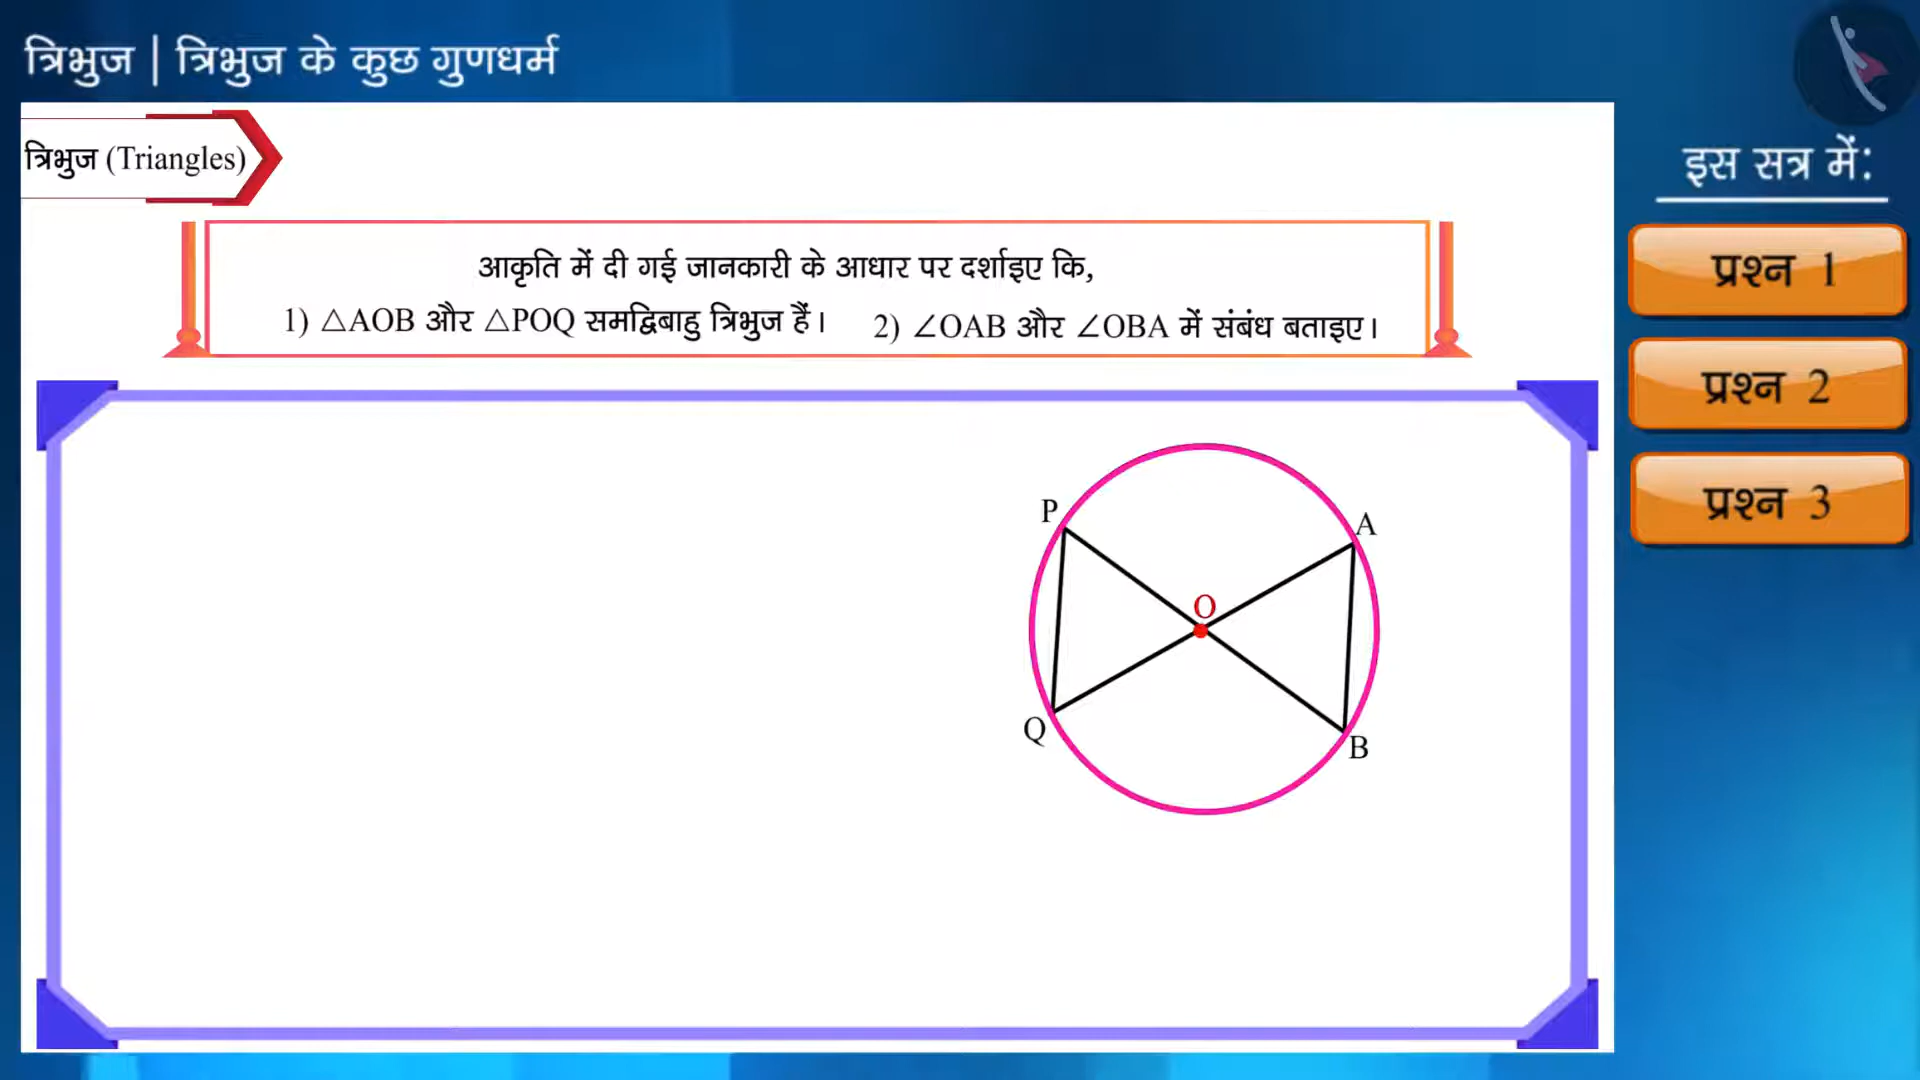 त्रिभुज | त्रिभुज के कुछ गुणधर्म
त्रिभुज (Triangles)
आकृति में दी गई जानकारी के आधार पर दर्शाइए कि,
1) △AOB और △POQ समद्विबाहु त्रिभुज हैं। 2) ∠OAB और ∠OBA में संबंध बताइए।
P
A
O
Q
B
इस सत्र में:
प्रश्न 1
प्रश्न 2
प्रश्न 3